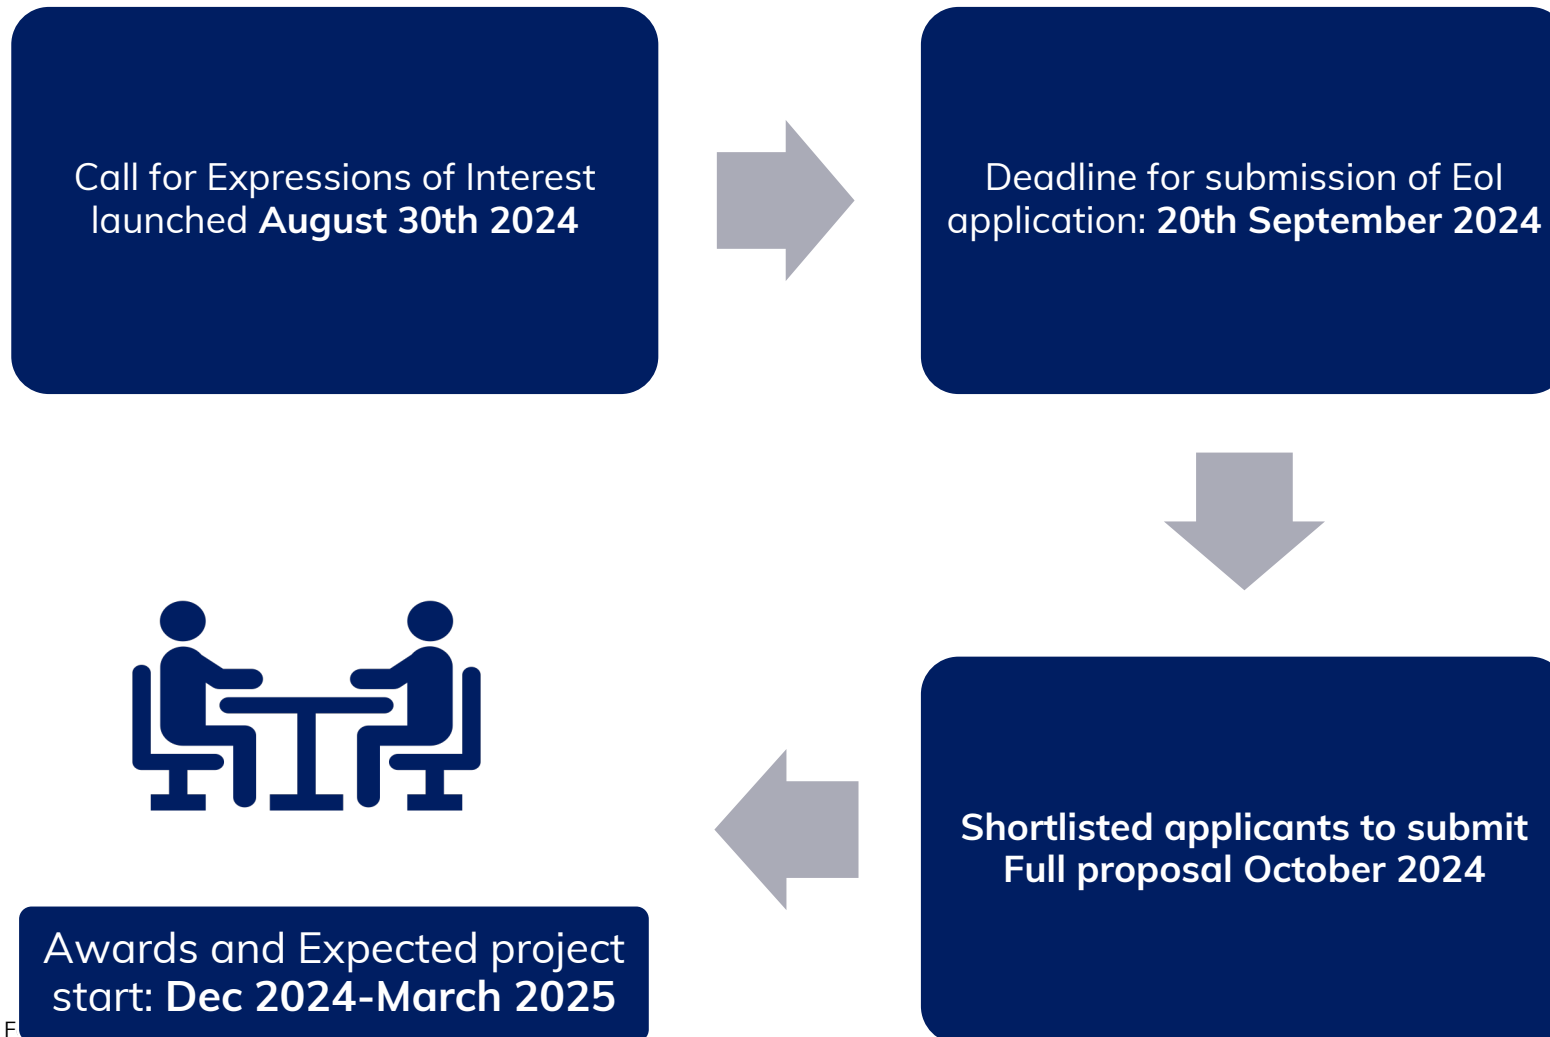 Call for Expressions of Interest
launched August 30th 2024
Deadline for submission of EoI
application: 20th September 2024
Shortlisted applicants to submit
Full proposal October 2024
Awards and Expected project
start: Dec 2024-March 2025
F